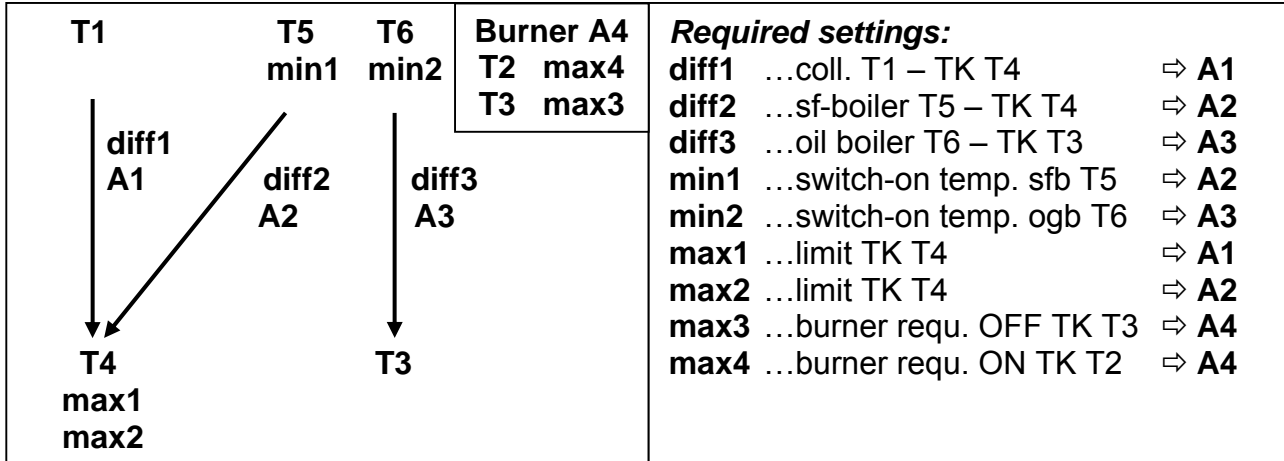 T1 T5 T6
min1 min2
diff1
A1
diff2
A2
diff3
A3
T4 T3
max1
max2
Burner A4
T2 max4
T3 max3
Required settings:
diff1 …coll. T1 – TK T4 ⇨ A1
diff2 …sf-boiler T5 – TK T4 ⇨ A2
diff3 …oil boiler T6 – TK T3 ⇨ A3
min1 …switch-on temp. sfb T5 ⇨ A2
min2 …switch-on temp. ogb T6 ⇨ A3
max1 …limit TK T4 ⇨ A1
max2 …limit TK T4 ⇨ A2
max3 …burner requ. OFF TK T3 ⇨ A4
max4 …burner requ. ON TK T2 ⇨ A4